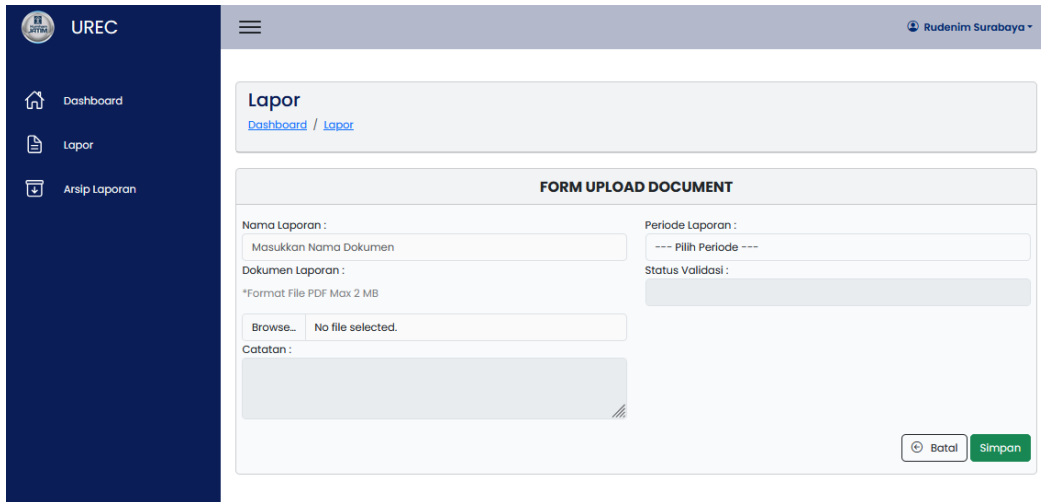 JATIM
UREC
Rudenim Surabaya
Dashboard
Lapor
Arsip Laporan
Lapor
Dashboard / Lapor
FORM UPLOAD DOCUMENT
Nama Laporan :
Masukkan Nama Dokumen
Periode Laporan :
--- Pilih Periode ---
Dokumen Laporan :
*Format File PDF Max 2 MB
Status Validasi :
Browse... No file selected.
Catatan :
Batal
Simpan